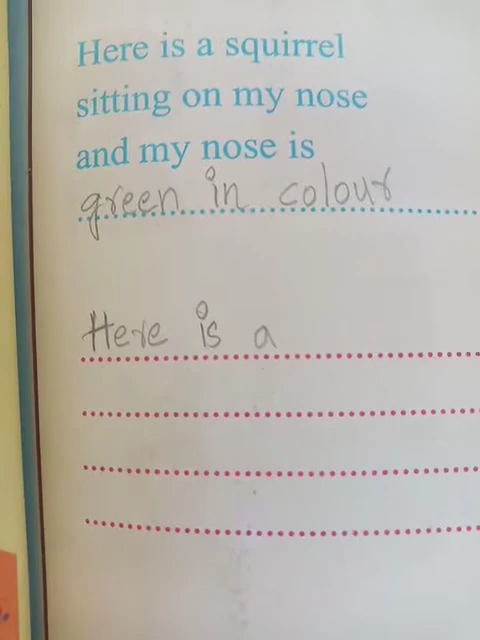 Here is a squirrel
sitting on my nose
and my nose is
green in colour
Here is a